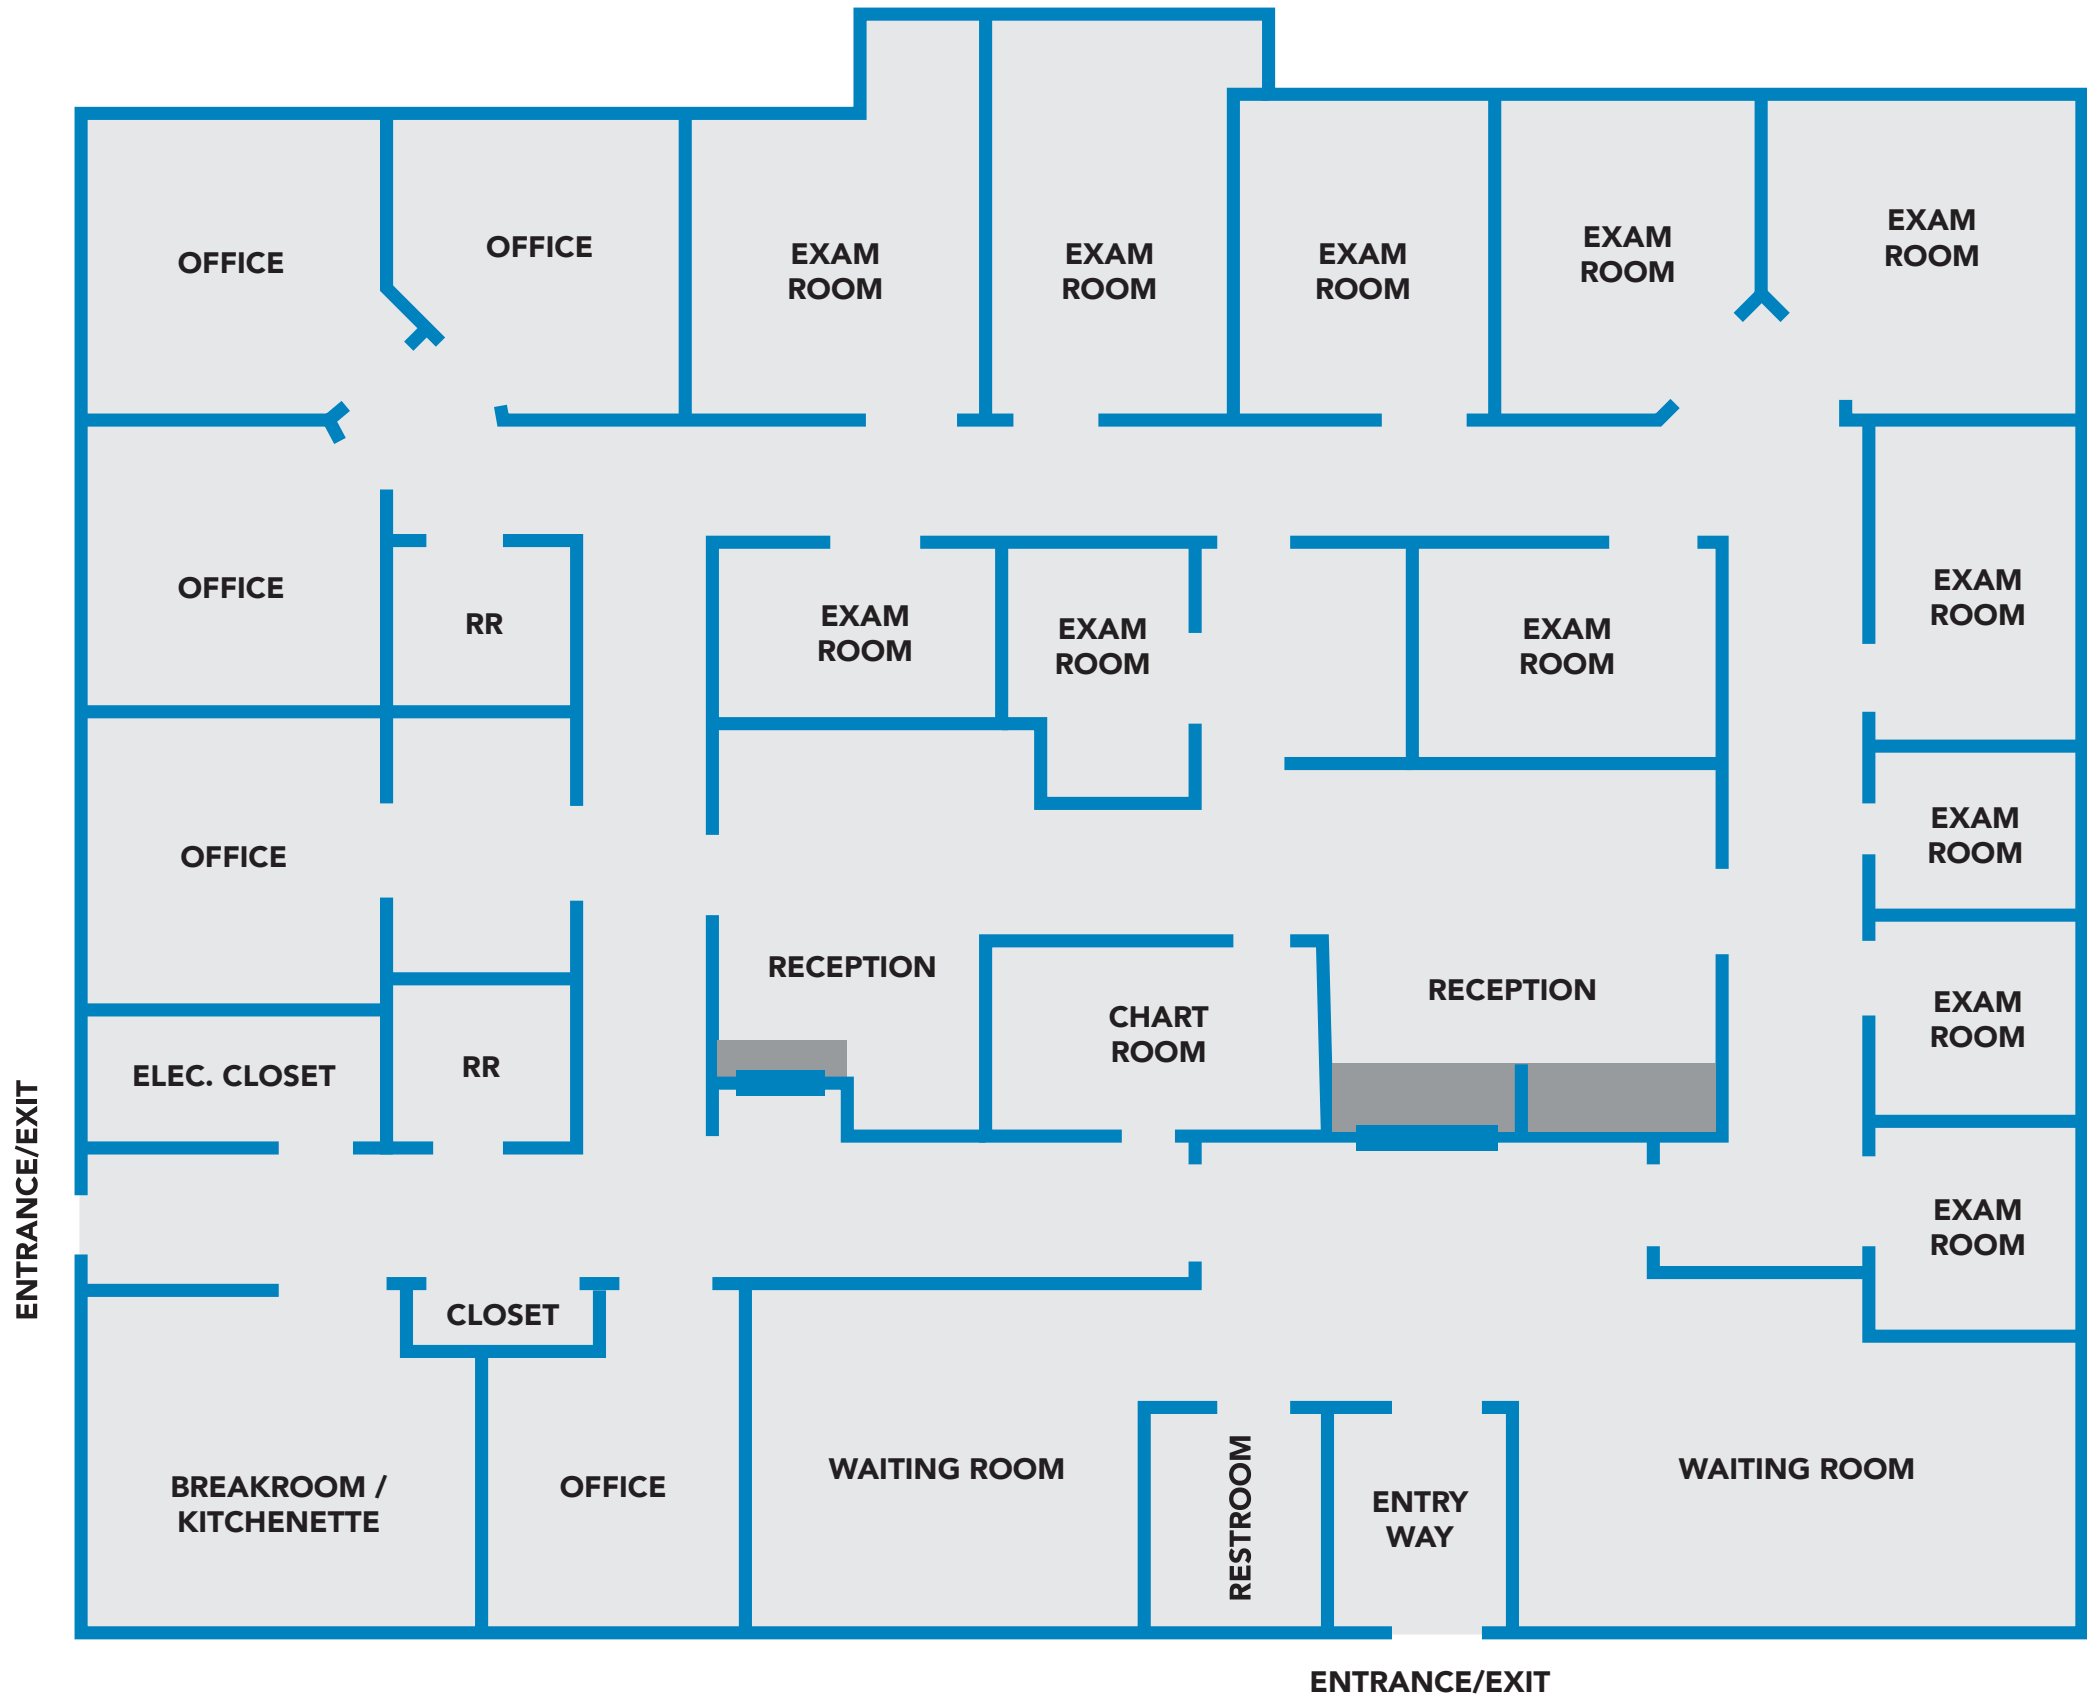 OFFICE
OFFICE
EXAM
ROOM
EXAM
ROOM
EXAM
ROOM
EXAM
ROOM
EXAM
ROOM
OFFICE
RR
EXAM
ROOM
EXAM
ROOM
EXAM
ROOM
EXAM
ROOM
OFFICE
EXAM
ROOM
RECEPTION
CHART
ROOM
RECEPTION
EXAM
ROOM
ELEC. CLOSET
RR
ENTRANCE/EXIT
EXAM
ROOM
CLOSET
BREAKROOM /
KITCHENETTE
OFFICE
WAITING ROOM
RESTROOM
ENTRY
WAY
WAITING ROOM
ENTRANCE/EXIT